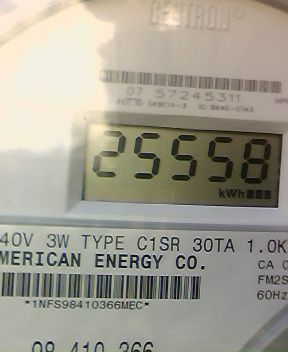 CENTRON®
07 57245311
25558
kWh
40V 3W TYPE C1SR 30TA 1.0K
MERICAN ENERGY CO.
CA 0
FM2S
60Hz
*1NFS98410366MEC*
98 410 366